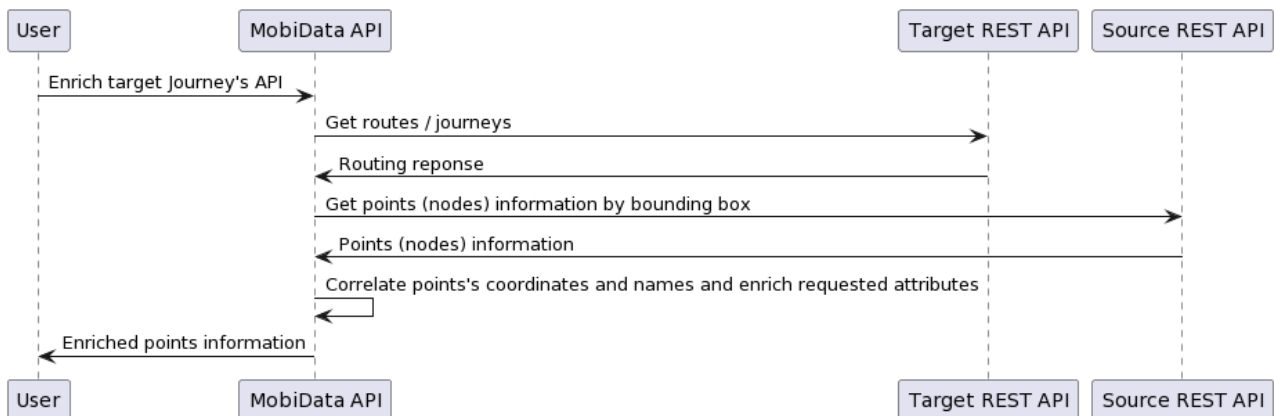 User MobiData API Target REST API Source REST API
Enrich target Journey's API
Get routes / journeys
Routing reponse
Get points (nodes) information by bounding box
Points (nodes) information
Correlate points's coordinates and names and enrich requested attributes
Enriched points information
User MobiData API Target REST API Source REST API